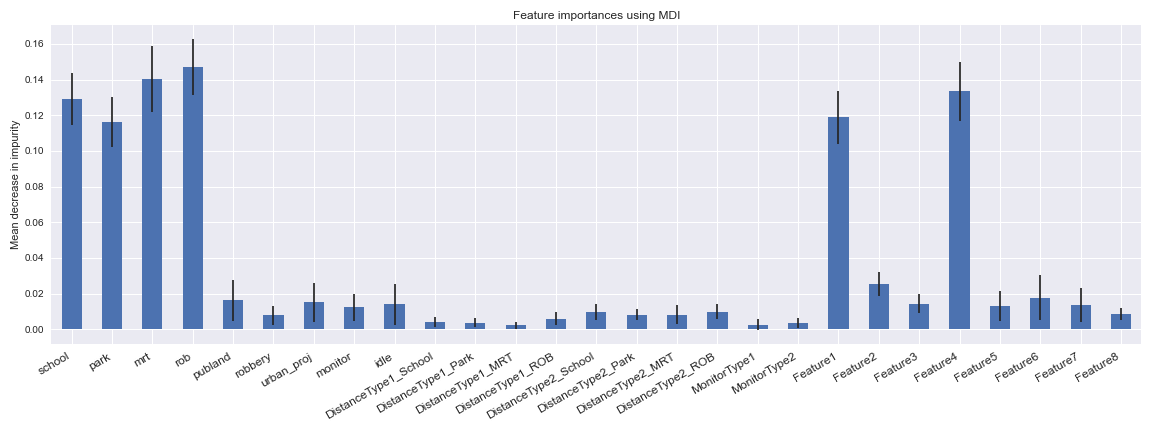 Feature importances using MDI
Mean decrease in impurity
0.16
0.14
0.12
0.10
0.08
0.06
0.04
0.02
0.00
school
park
mrt
rob
publand
robbery
urban_proj
monitor
idle
DistanceType1_School
DistanceType1_Park
DistanceType1_MRT
DistanceType1_ROB
DistanceType2_School
DistanceType2_Park
DistanceType2_MRT
DistanceType2_ROB
MonitorType1
MonitorType2
Feature1
Feature2
Feature3
Feature4
Feature5
Feature6
Feature7
Feature8